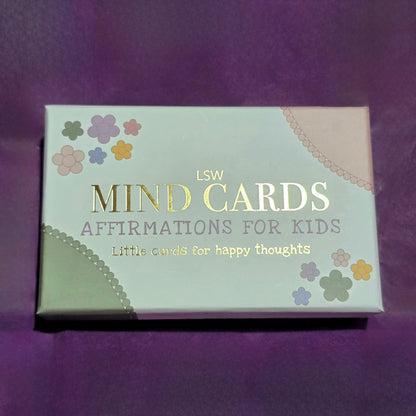 LSW
MIND CARDS
AFFIRMATIONS FOR KIDS
Little cards for happy thoughts